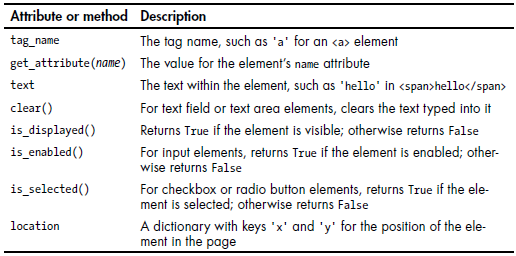 Attribute or method Description
tag_name The tag name, such as 'a' for an <a> element
get_attribute(name) The value for the element's name attribute
text The text within the element, such as 'hello' in <span>hello</span>
clear() For text field or text area elements, clears the text typed into it
is_displayed() Returns True if the element is visible; otherwise returns False
is_enabled() For input elements, returns True if the element is enabled; other-
wise returns False
is_selected() For checkbox or radio button elements, returns True if the ele-
ment is selected; otherwise returns False
location A dictionary with keys 'x' and 'y' for the position of the ele-
ment in the page